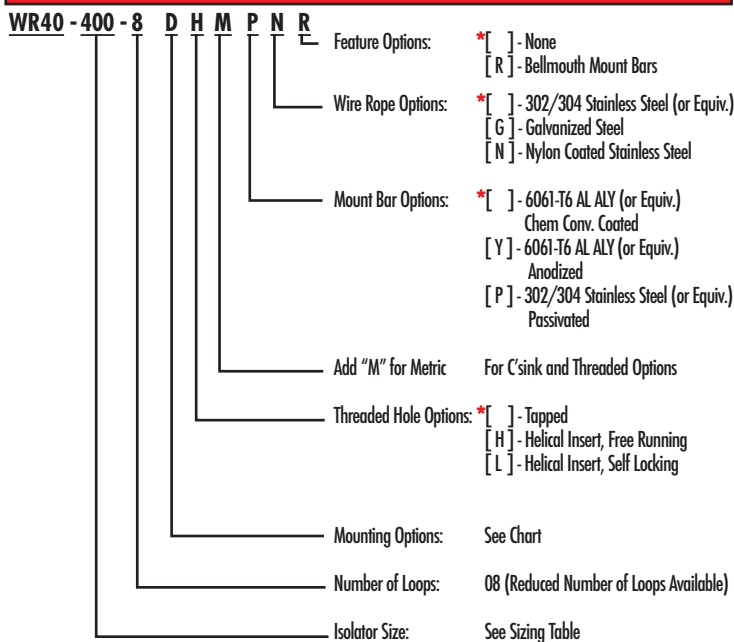 WR40 - 400 - 8 D H M P N R
Feature Options: *[ ] - None
[ R ] - Bellmouth Mount Bars
Wire Rope Options: *[ ] - 302/304 Stainless Steel (or Equiv.)
[ G ] - Galvanized Steel
[ N ] - Nylon Coated Stainless Steel
Mount Bar Options: *[ ] - 6061-T6 AL ALY (or Equiv.)
Chem Conv. Coated
[ Y ] - 6061-T6 AL ALY (or Equiv.)
Anodized
[ P ] - 302/304 Stainless Steel (or Equiv.)
Passivated
Add "M" for Metric For C'sink and Threaded Options
Threaded Hole Options: *[ ] - Tapped
[ H ] - Helical Insert, Free Running
[ L ] - Helical Insert, Self Locking
Mounting Options: See Chart
Number of Loops: 08 (Reduced Number of Loops Available)
Isolator Size: See Sizing Table